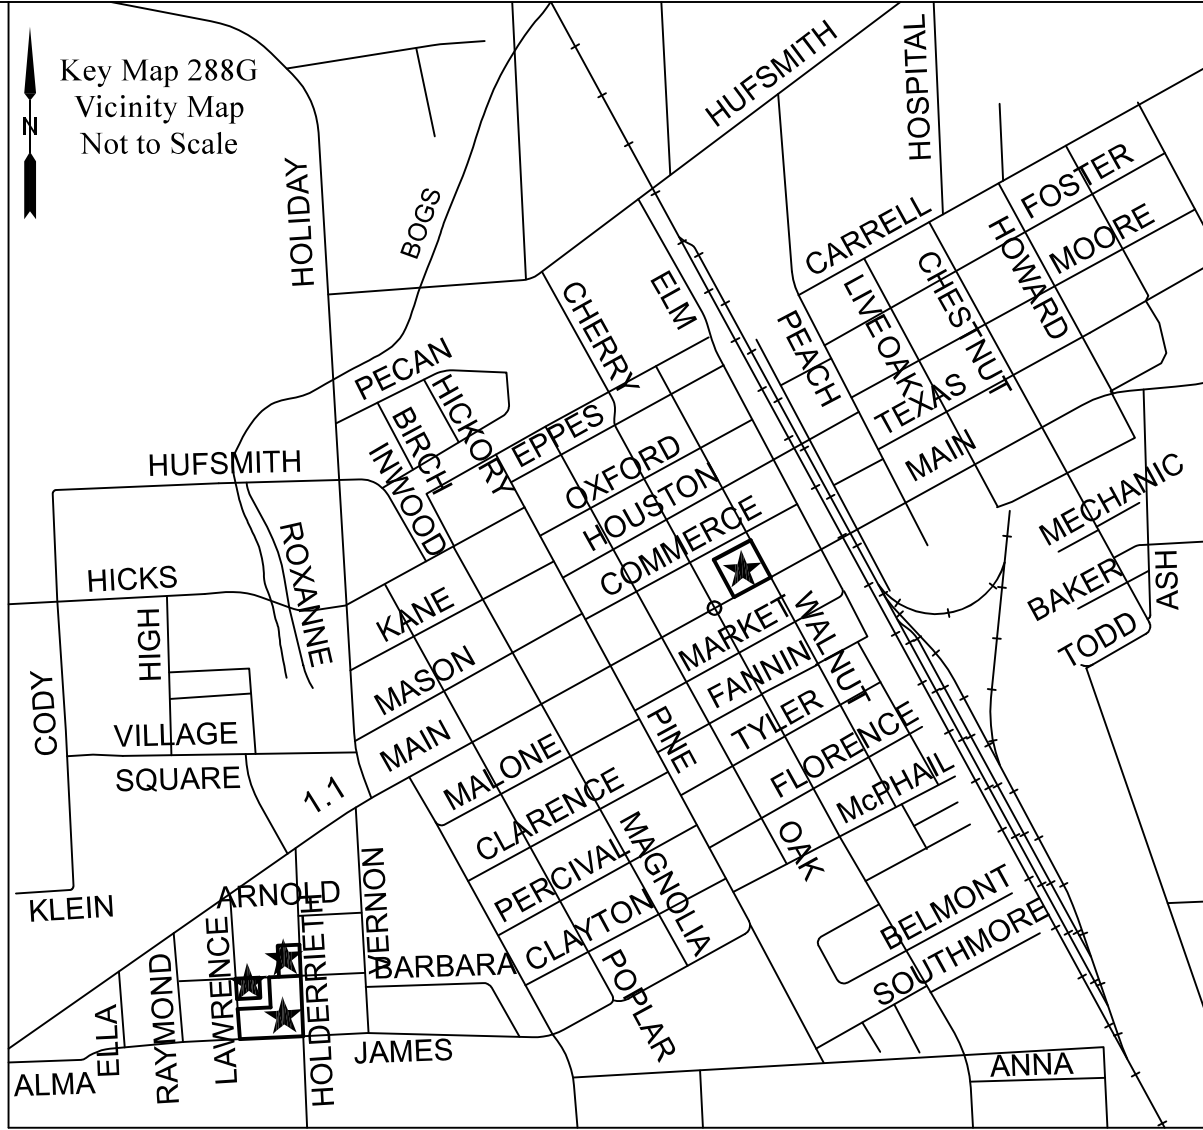 Key Map 288G
Vicinity Map
Not to Scale
N
HUFSMITH
HOSPITAL
HOLIDAY
BOGS
FOSTER
CARRELL
HOWARD
MOORE
CHESTNUT
LIVEOAK
ELM
CHERRY
PEACH
PECAN
HICKORY
BIRCH
INWOOD
EPPES
TEXAS
MAIN
OXFORD
HOUSTON
COMMERCE
HUFSMITH
ROXANNE
HICKS
HIGH
MECHANIC
BAKER
ASH
TODD
KANE
MASON
MAIN
MARKET
WALNUT
FANNIN
TYLER
CODY
VILLAGE
SQUARE
1.1
PINE
MALONE
FLORENCE
McPHAIL
CLARENCE
MAGNOLIA
OAK
PERCIVAL
CLAYTON
KLEIN
ARNOLD
VERNON
HOLDERRIETH
LAWRENCE
RAYMOND
ELLA
BARBARA
POPLAR
BELMONT
SOUTHMORE
JAMES
ALMA
ANNA